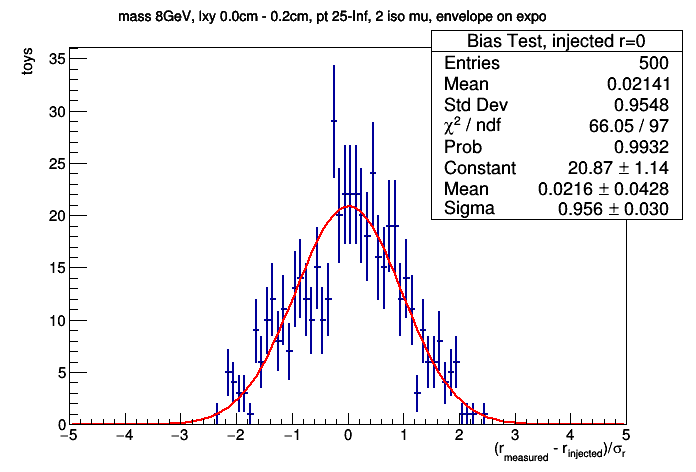 mass 8GeV, lxy 0.0cm - 0.2cm, pt 25-Inf, 2 iso mu, envelope on expo
toys
Bias Test, injected r=0
Entries 500
Mean 0.02141
Std Dev 0.9548
χ² / ndf 66.05 / 97
Prob 0.9932
Constant 20.87 ± 1.14
Mean 0.0216 ± 0.0428
Sigma 0.956 ± 0.030
35
30
25
20
15
10
5
0
−5 −4 −3 −2 −1 0 1 2 3 4 5
(r_measured - r_injected)/σ_r